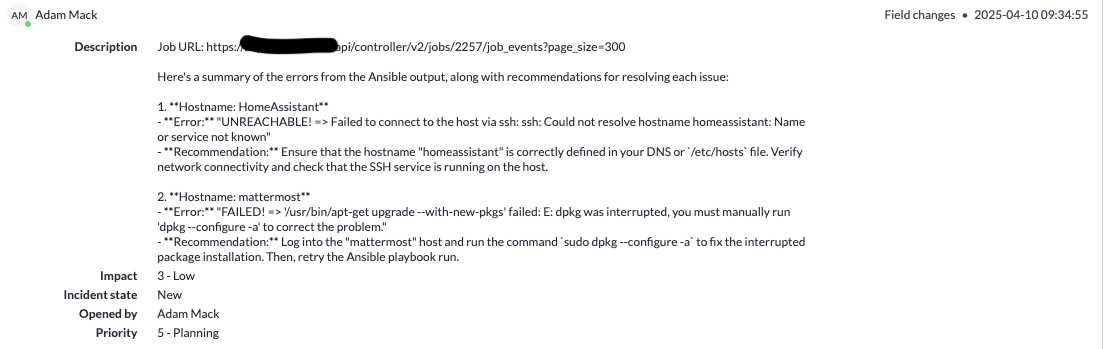 AM Adam Mack Field changes • 2025-04-10 09:34:55
Description Job URL: https:/ api/controller/v2/jobs/2257/job_events?page_size=300
Here's a summary of the errors from the Ansible output, along with recommendations for resolving each issue:
1. **Hostname: HomeAssistant**
- **Error:** "UNREACHABLE! => Failed to connect to the host via ssh: ssh: Could not resolve hostname homeassistant: Name
or service not known"
- **Recommendation:** Ensure that the hostname "homeassistant" is correctly defined in your DNS or `/etc/hosts` file. Verify
network connectivity and check that the SSH service is running on the host.
2. **Hostname: mattermost**
- **Error:** "FAILED! => '/usr/bin/apt-get upgrade --with-new-pkgs' failed: E: dpkg was interrupted, you must manually run
'dpkg --configure -a' to correct the problem."
- **Recommendation:** Log into the "mattermost" host and run the command `sudo dpkg --configure -a` to fix the interrupted
package installation. Then, retry the Ansible playbook run.
Impact 3 - Low
Incident state New
Opened by Adam Mack
Priority 5 - Planning